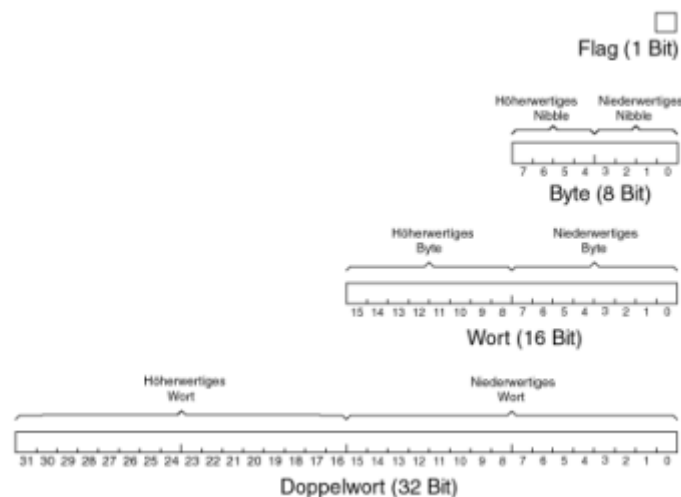 Flag (1 Bit)
Höherwertiges Niederwertiges
Nibble Nibble
7 6 5 4 3 2 1 0
Byte (8 Bit)
Höherwertiges Niederwertiges
Byte Byte
15 14 13 12 11 10 9 8 7 6 5 4 3 2 1 0
Wort (16 Bit)
Höherwertiges Niederwertiges
Wort Wort
31 30 29 28 27 26 25 24 23 22 21 20 19 18 17 16 15 14 13 12 11 10 9 8 7 6 5 4 3 2 1 0
Doppelwort (32 Bit)